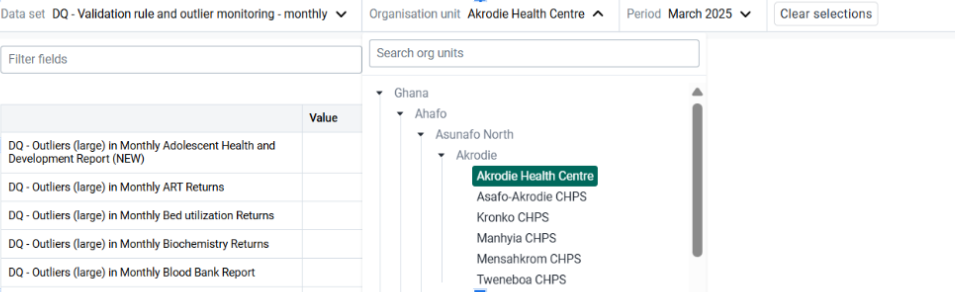 Data set DQ - Validation rule and outlier monitoring - monthly Organisation unit Akrodie Health Centre Period March 2025 Clear selections
Filter fields
Search org units
Ghana
Ahafo
Asunafo North
Akrodie
Akrodie Health Centre
Asafo-Akrodie CHPS
Kronko CHPS
Manhyia CHPS
Mensahkrom CHPS
Tweneboa CHPS
Value
DQ - Outliers (large) in Monthly Adolescent Health and
Development Report (NEW)
DQ - Outliers (large) in Monthly ART Returns
DQ - Outliers (large) in Monthly Bed utilization Returns
DQ - Outliers (large) in Monthly Biochemistry Returns
DQ - Outliers (large) in Monthly Blood Bank Report